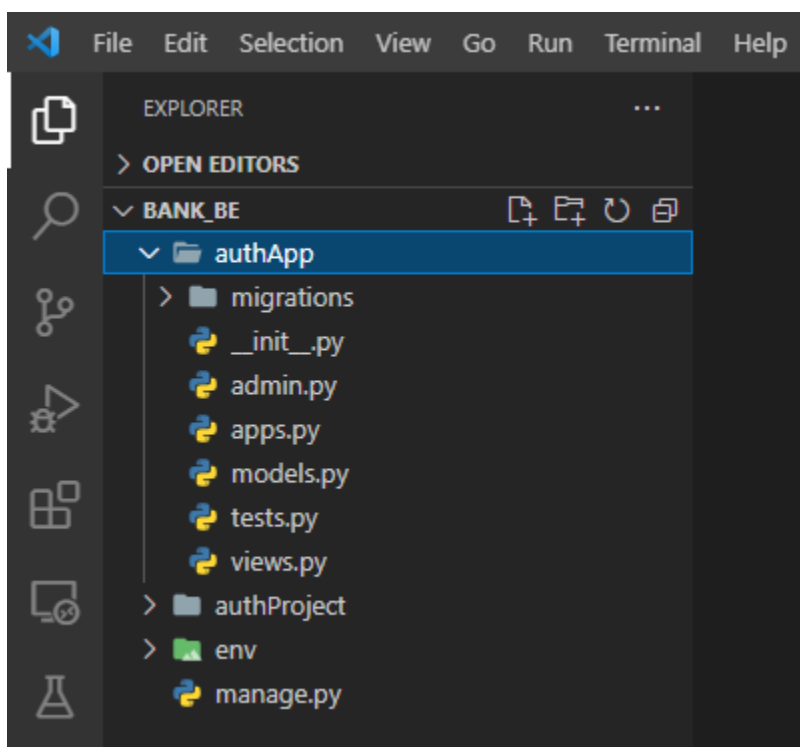 File Edit Selection View Go Run Terminal Help
EXPLORER
OPEN EDITORS
BANK_BE
authApp
migrations
__init__.py
admin.py
apps.py
models.py
tests.py
views.py
authProject
env
manage.py